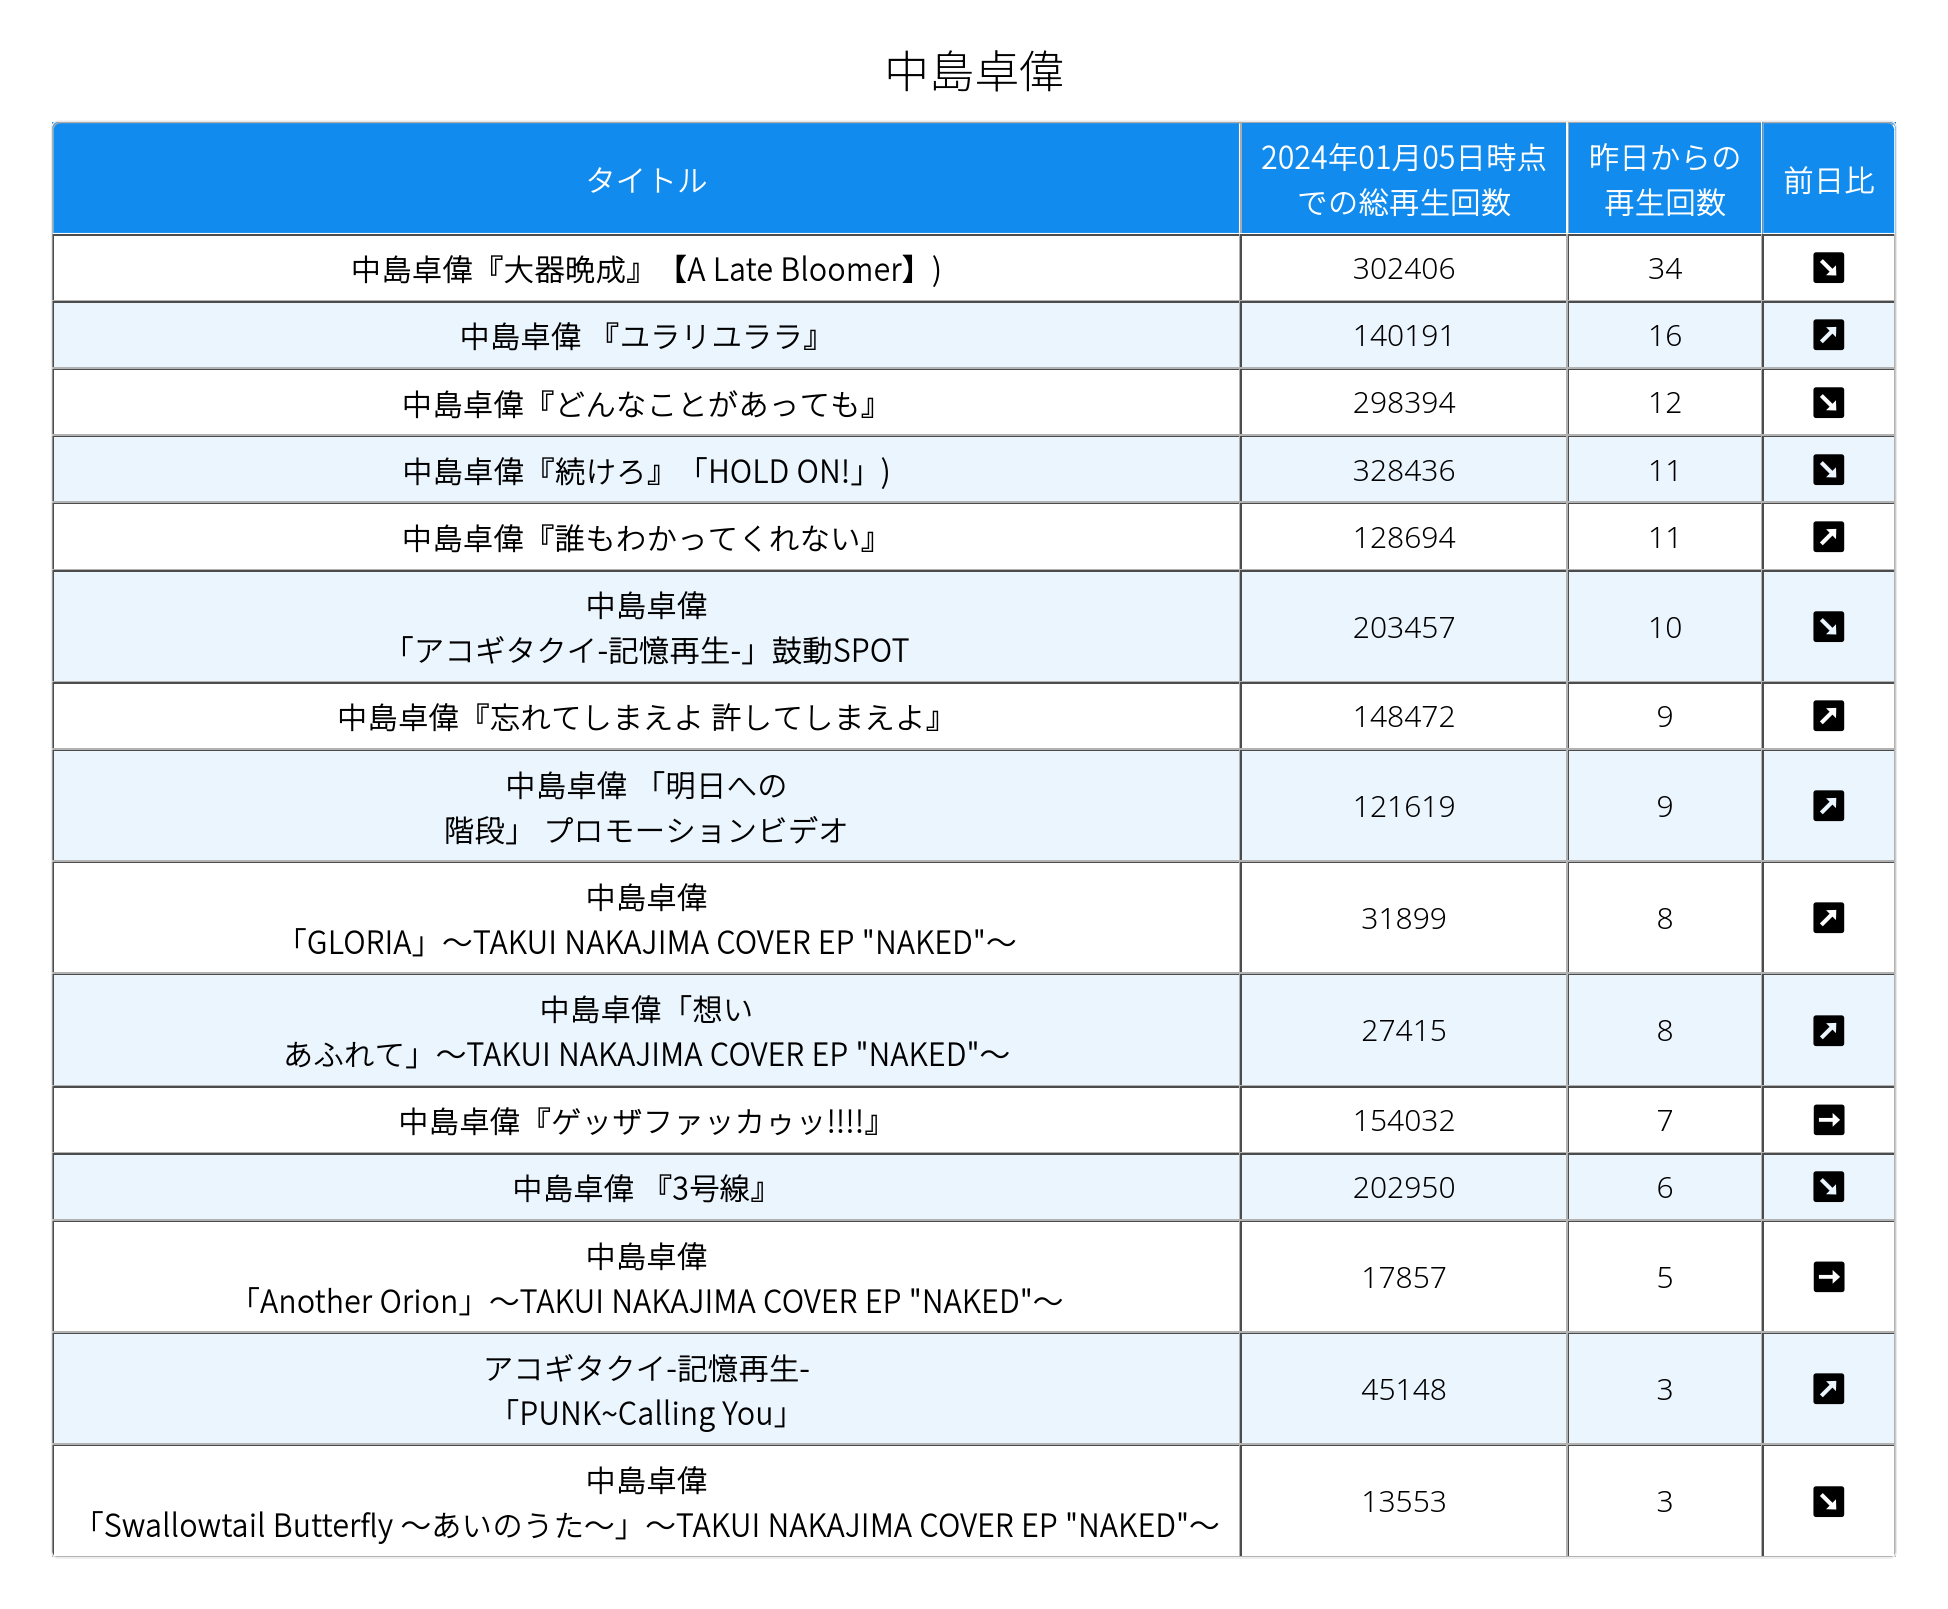 中島卓偉
タイトル
2024年01月05日時点
での総再生回数
昨日からの
再生回数
前日比
中島卓偉『大器晩成』【A Late Bloomer】)
302406
34
中島卓偉 『ユラリユララ』
140191
16
中島卓偉『どんなことがあっても』
298394
12
中島卓偉『続けろ』「HOLD ON!」)
328436
11
中島卓偉『誰もわかってくれない』
128694
11
中島卓偉
「アコギタクイ-記憶再生-」鼓動SPOT
203457
10
中島卓偉『忘れてしまえよ 許してしまえよ』
148472
9
中島卓偉 「明日への
階段」 プロモーションビデオ
121619
9
中島卓偉
「GLORIA」～TAKUI NAKAJIMA COVER EP "NAKED"～
31899
8
中島卓偉「想い
あふれて」～TAKUI NAKAJIMA COVER EP "NAKED"～
27415
8
中島卓偉『ゲッザファッカゥッ!!!!』
154032
7
中島卓偉 『3号線』
202950
6
中島卓偉
「Another Orion」～TAKUI NAKAJIMA COVER EP "NAKED"～
17857
5
アコギタクイ-記憶再生-
「PUNK~Calling You」
45148
3
中島卓偉
「Swallowtail Butterfly ～あいのうた～」～TAKUI NAKAJIMA COVER EP "NAKED"～
13553
3